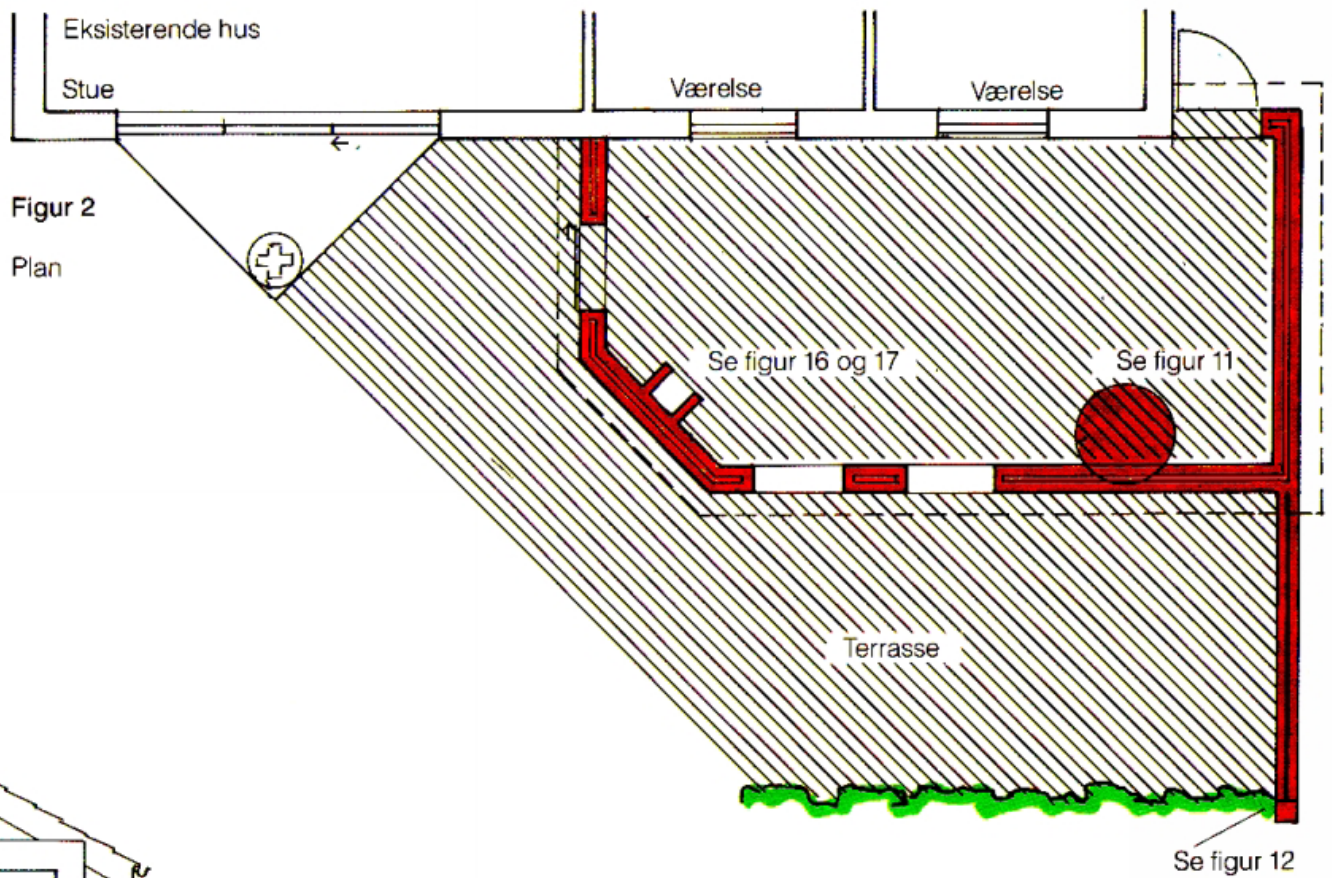 Eksisterende hus
Stue
Værelse
Værelse
Figur 2
Plan
Se figur 16 og 17
Se figur 11
Terrasse
Se figur 12